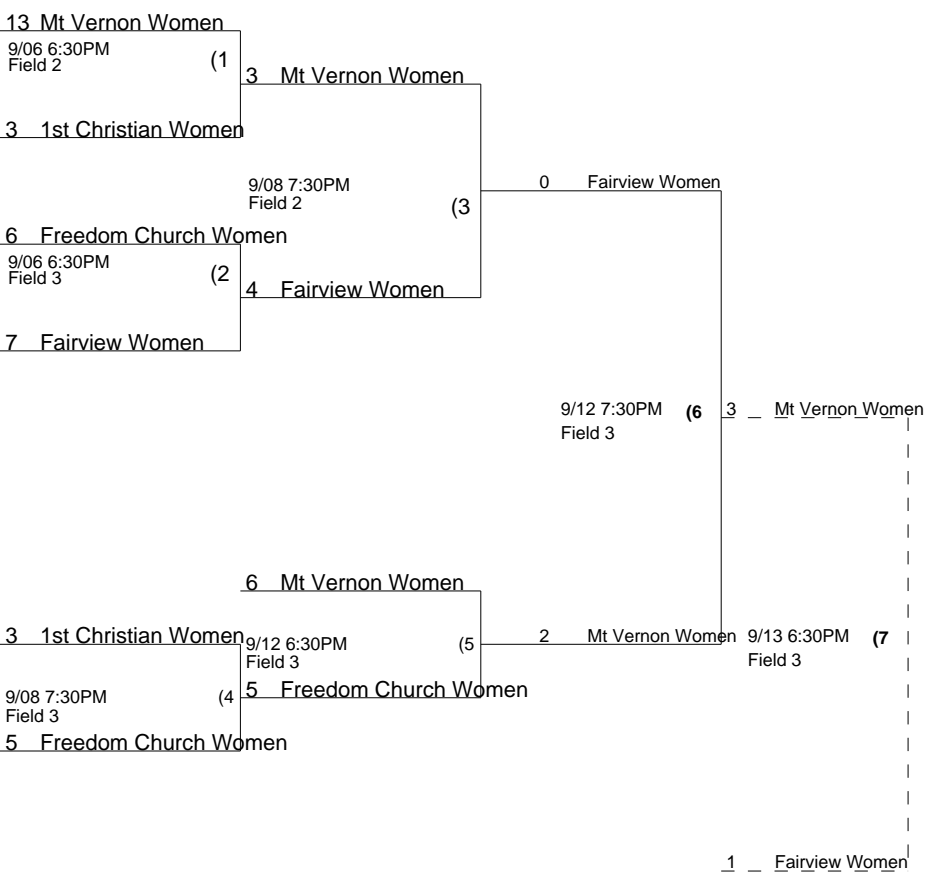 13 Mt Vernon Women
9/06 6:30PM
Field 2
(1
3 Mt Vernon Women
3 1st Christian Women
9/08 7:30PM
Field 2
(3
0 Fairview Women
6 Freedom Church Women
9/06 6:30PM
Field 3
(2
4 Fairview Women
7 Fairview Women
9/12 7:30PM
Field 3
(6
3 Mt Vernon Women
6 Mt Vernon Women
3 1st Christian Women
9/12 6:30PM
Field 3
(5
2 Mt Vernon Women
9/13 6:30PM
Field 3
(7
9/08 7:30PM
Field 3
(4
5 Freedom Church Women
5 Freedom Church Women
1 Fairview Women